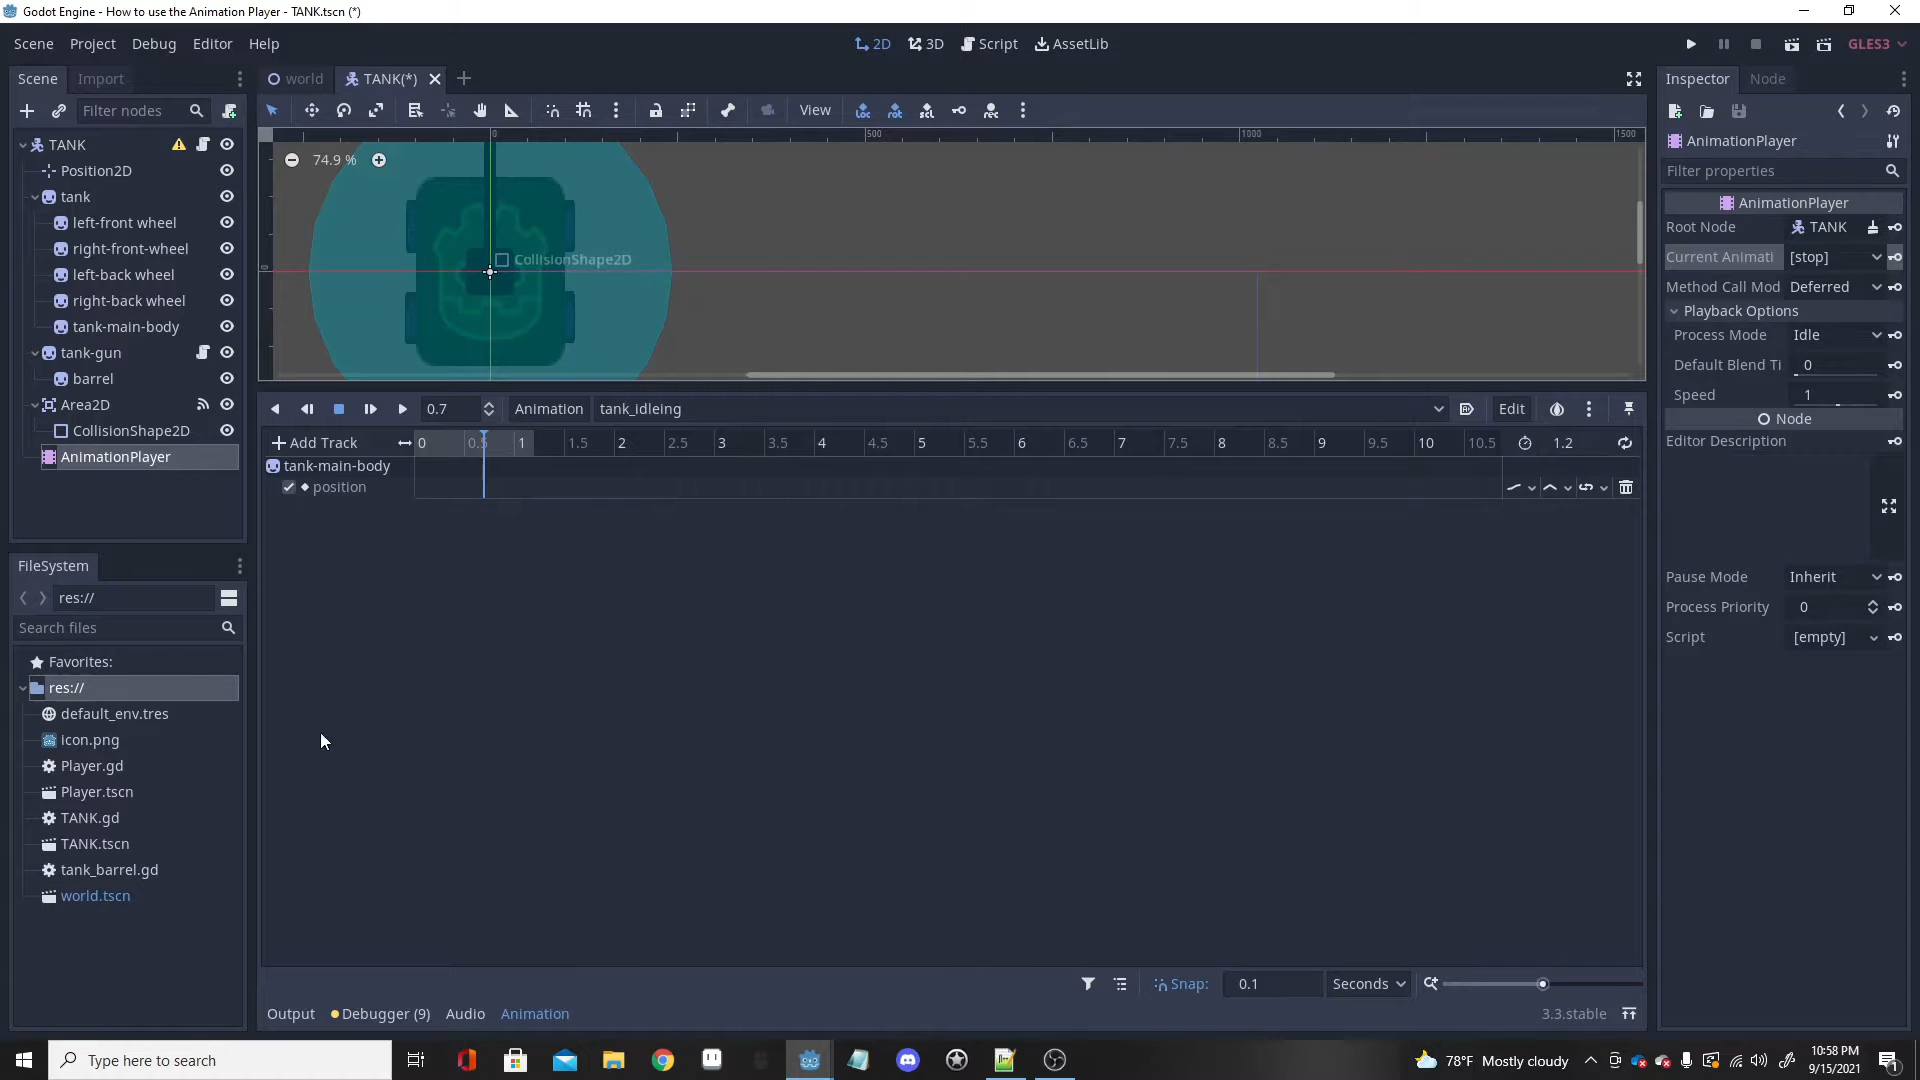 Godot Engine - How to use the Animation Player - TANK.tscn (*)
Scene Project Debug Editor Help
2D 3D Script AssetLib
GLES3
Scene Import
world TANK(*)
Inspector Node
Filter nodes
View
TANK
Position2D
tank
left-front wheel
right-front-wheel
left-back wheel
right-back wheel
tank-main-body
tank-gun
barrel
Area2D
CollisionShape2D
AnimationPlayer
0 500 1000 1500
0
74.9 %
CollisionShape2D
0.7 Animation tank_idleing Edit
Add Track 0 0.5 1 1.5 2 2.5 3 3.5 4 4.5 5 5.5 6 6.5 7 7.5 8 8.5 9 9.5 10 10.5 1.2
tank-main-body
position
Snap: 0.1 Seconds
Output Debugger (9) Audio Animation 3.3.stable
AnimationPlayer
Filter properties
AnimationPlayer
Root Node TANK
Current Animati [stop]
Method Call Mod Deferred
Playback Options
Process Mode Idle
Default Blend Ti 0
Speed 1
Node
Editor Description
Pause Mode Inherit
Process Priority 0
Script [empty]
FileSystem
res://
Search files
Favorites:
res://
default_env.tres
icon.png
Player.gd
Player.tscn
TANK.gd
TANK.tscn
tank_barrel.gd
world.tscn
Type here to search
78°F Mostly cloudy
10:58 PM
9/15/2021
1